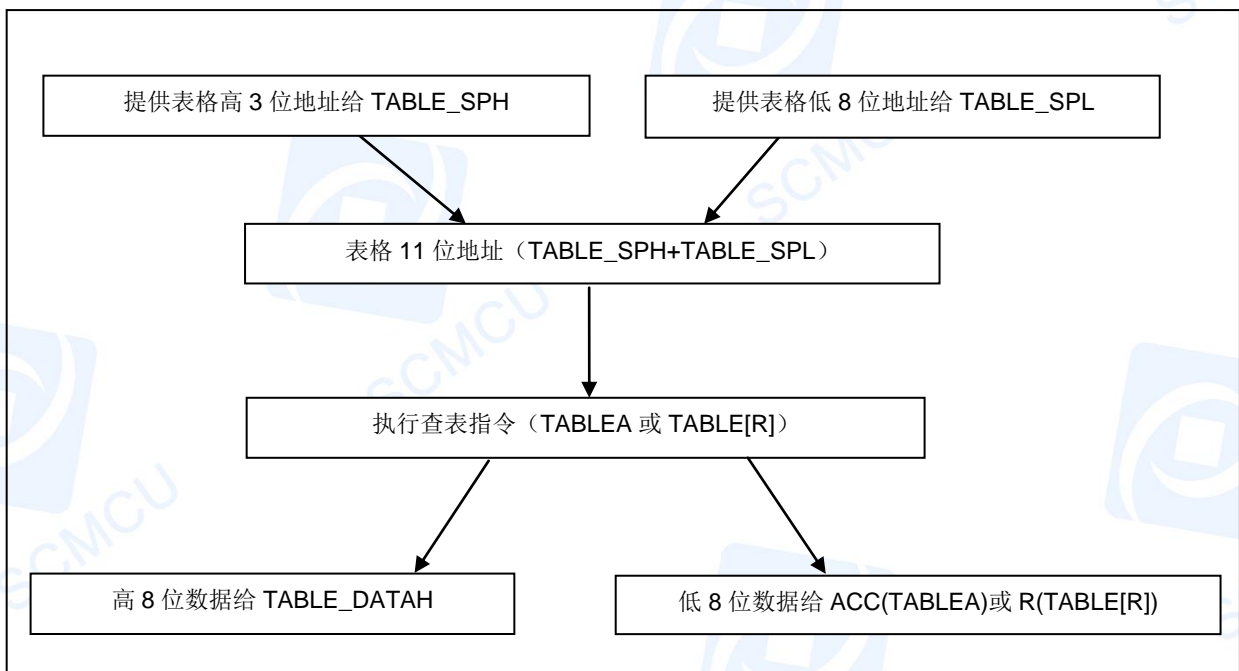 提供表格高 3 位地址给 TABLE_SPH
提供表格低 8 位地址给 TABLE_SPL
表格 11 位地址（TABLE_SPH+TABLE_SPL）
执行查表指令（TABLEA 或 TABLE[R]）
高 8 位数据给 TABLE_DATAH
低 8 位数据给 ACC(TABLEA)或 R(TABLE[R])
SCMCU
SCMCU
SCMCU